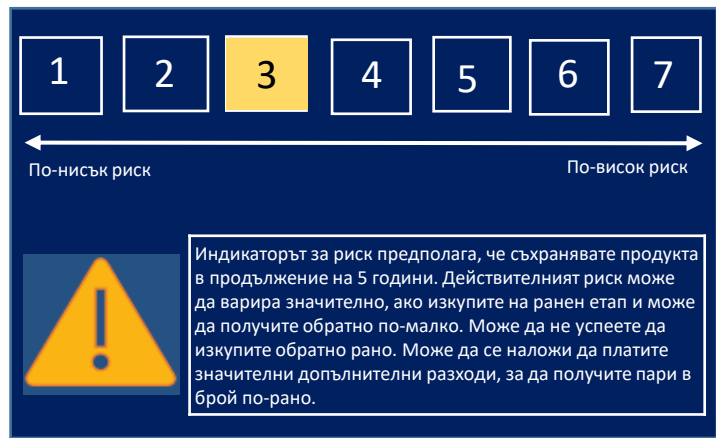 1 2 3 4 5 6 7
По-нисък риск По-висок риск
Индикаторът за риск предполага, че съхранявате продукта
в продължение на 5 години. Действителният риск може
да варира значително, ако изкупите на ранен етап и може
да получите обратно по-малко. Може да не успеете да
изкупите обратно рано. Може да се наложи да платите
значителни допълнителни разходи, за да получите пари в
брой по-рано.